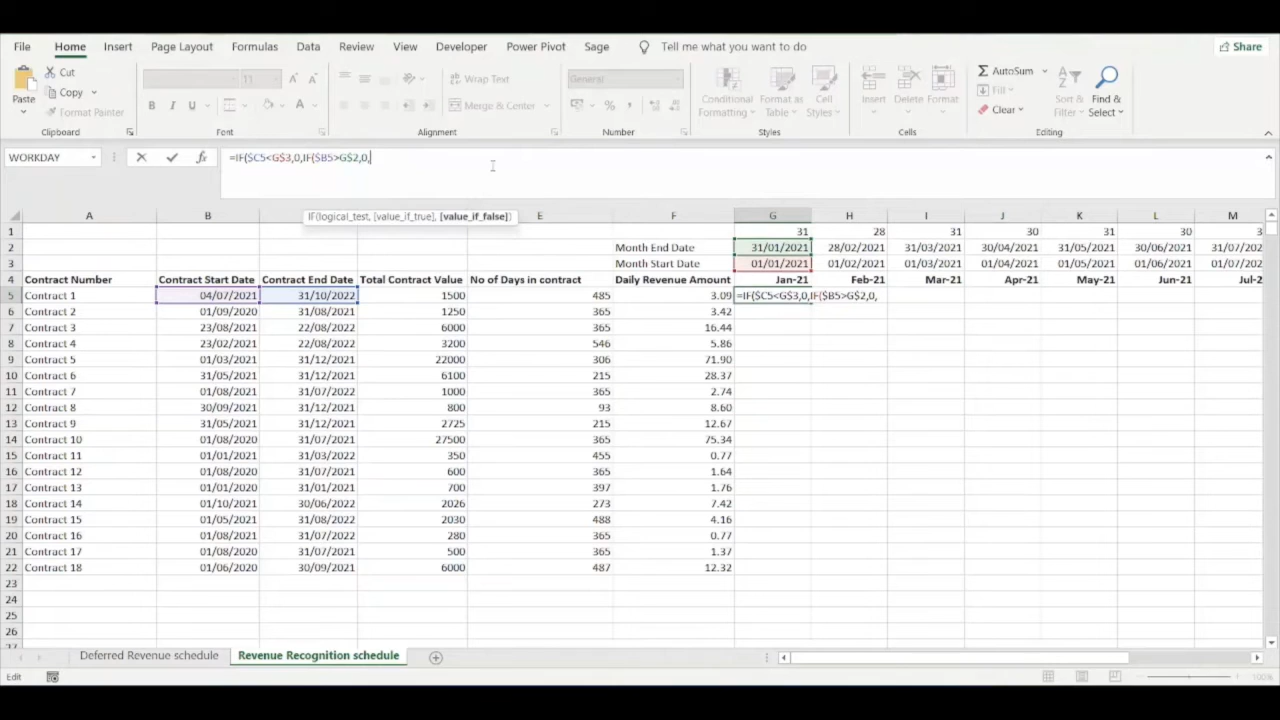 File Home Insert Page Layout Formulas Data Review View Developer Power Pivot Sage Tell me what you want to do Share
Paste Cut Copy Format Painter
Clipboard
11 B I U A
Font
Wrap Text
Merge & Center
Alignment
General
%
Number
Conditional Formatting Format as Table Cell Styles
Styles
Insert Delete Format
Cells
AutoSum Fill Clear Sort & Filter Find & Select
Editing
WORKDAY fx =IF($C5<G$3,0,IF($B5>G$2,0,
IF(logical_test, [value_if_true], [value_if_false])
A B E F G H I J K L M
1 31 28 31 30 31 30 3
2 Month End Date 31/01/2021 28/02/2021 31/03/2021 30/04/2021 31/05/2021 30/06/2021 31/07/202
3 Month Start Date 01/01/2021 01/02/2021 01/03/2021 01/04/2021 01/05/2021 01/06/2021 01/07/202
4 Contract Number Contract Start Date Contract End Date Total Contract Value No of Days in contract Daily Revenue Amount Jan-21 Feb-21 Mar-21 Apr-21 May-21 Jun-21 Jul-2
5 Contract 1 04/07/2021 31/10/2022 1500 485 3.09 =IF($C5<G$3,0,IF($B5>G$2,0,
6 Contract 2 01/09/2020 31/08/2021 1250 365 3.42
7 Contract 3 23/08/2021 22/08/2022 6000 365 16.44
8 Contract 4 23/02/2021 22/08/2022 3200 546 5.86
9 Contract 5 01/03/2021 31/12/2021 22000 306 71.90
10 Contract 6 31/05/2021 31/12/2021 6100 215 28.37
11 Contract 7 01/08/2021 31/07/2022 1000 365 2.74
12 Contract 8 30/09/2021 31/12/2021 800 93 8.60
13 Contract 9 31/05/2021 31/12/2021 2725 215 12.67
14 Contract 10 01/08/2020 31/07/2021 27500 365 75.34
15 Contract 11 01/01/2021 31/03/2022 350 455 0.77
16 Contract 12 01/08/2020 31/07/2021 600 365 1.64
17 Contract 13 01/01/2020 31/01/2021 700 397 1.76
18 Contract 14 01/10/2021 30/06/2022 2026 273 7.42
19 Contract 15 01/05/2021 31/08/2022 2030 488 4.16
20 Contract 16 01/08/2021 31/07/2022 280 365 0.77
21 Contract 17 01/08/2020 31/07/2021 500 365 1.37
22 Contract 18 01/06/2020 30/09/2021 6000 487 12.32
23
24
25
26
Deferred Revenue schedule Revenue Recognition schedule
Edit 100%